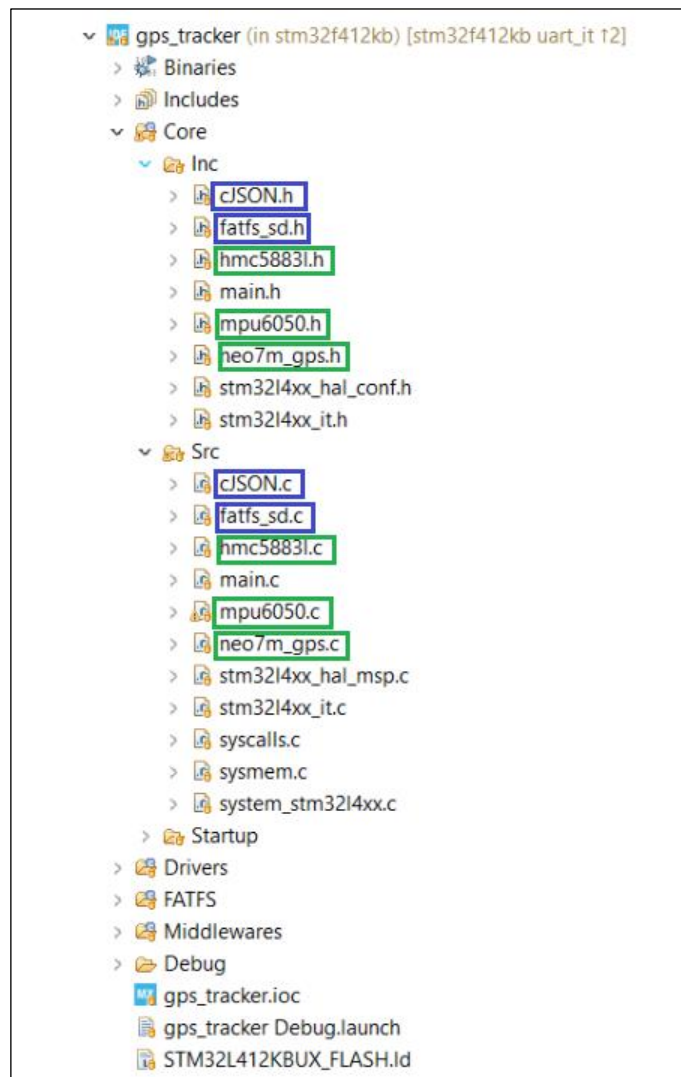 gps_tracker (in stm32f412kb) [stm32f412kb uart_it ↑2]
Binaries
Includes
Core
Inc
cJSON.h
fatfs_sd.h
hmc5883l.h
main.h
mpu6050.h
neo7m_gps.h
stm32l4xx_hal_conf.h
stm32l4xx_it.h
Src
cJSON.c
fatfs_sd.c
hmc5883l.c
main.c
mpu6050.c
neo7m_gps.c
stm32l4xx_hal_msp.c
stm32l4xx_it.c
syscalls.c
sysmem.c
system_stm32l4xx.c
Startup
Drivers
FATFS
Middlewares
Debug
gps_tracker.ioc
gps_tracker Debug.launch
STM32L412KBUX_FLASH.ld